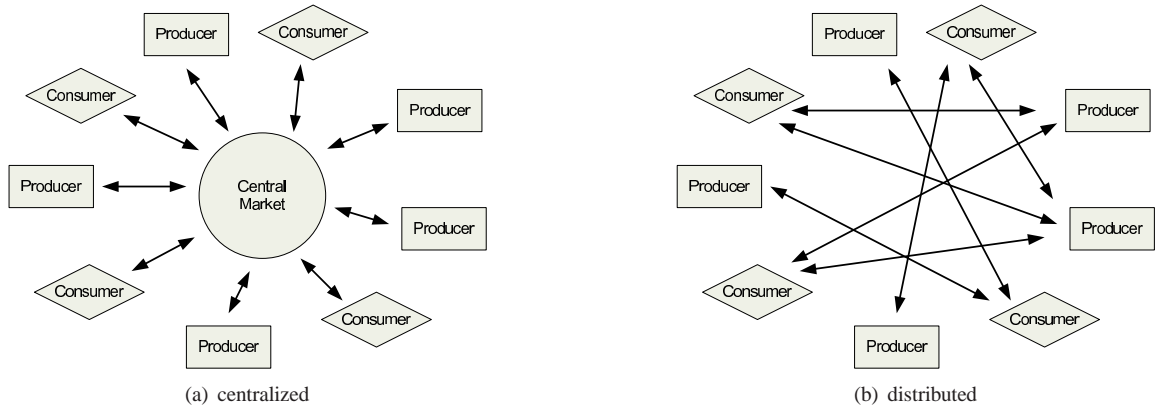 Producer
Consumer
Consumer
Producer
Producer
Central
Market
Producer
Consumer
Consumer
Producer
(a) centralized
Producer
Consumer
Consumer
Producer
Producer
Producer
Consumer
Consumer
Producer
(b) distributed